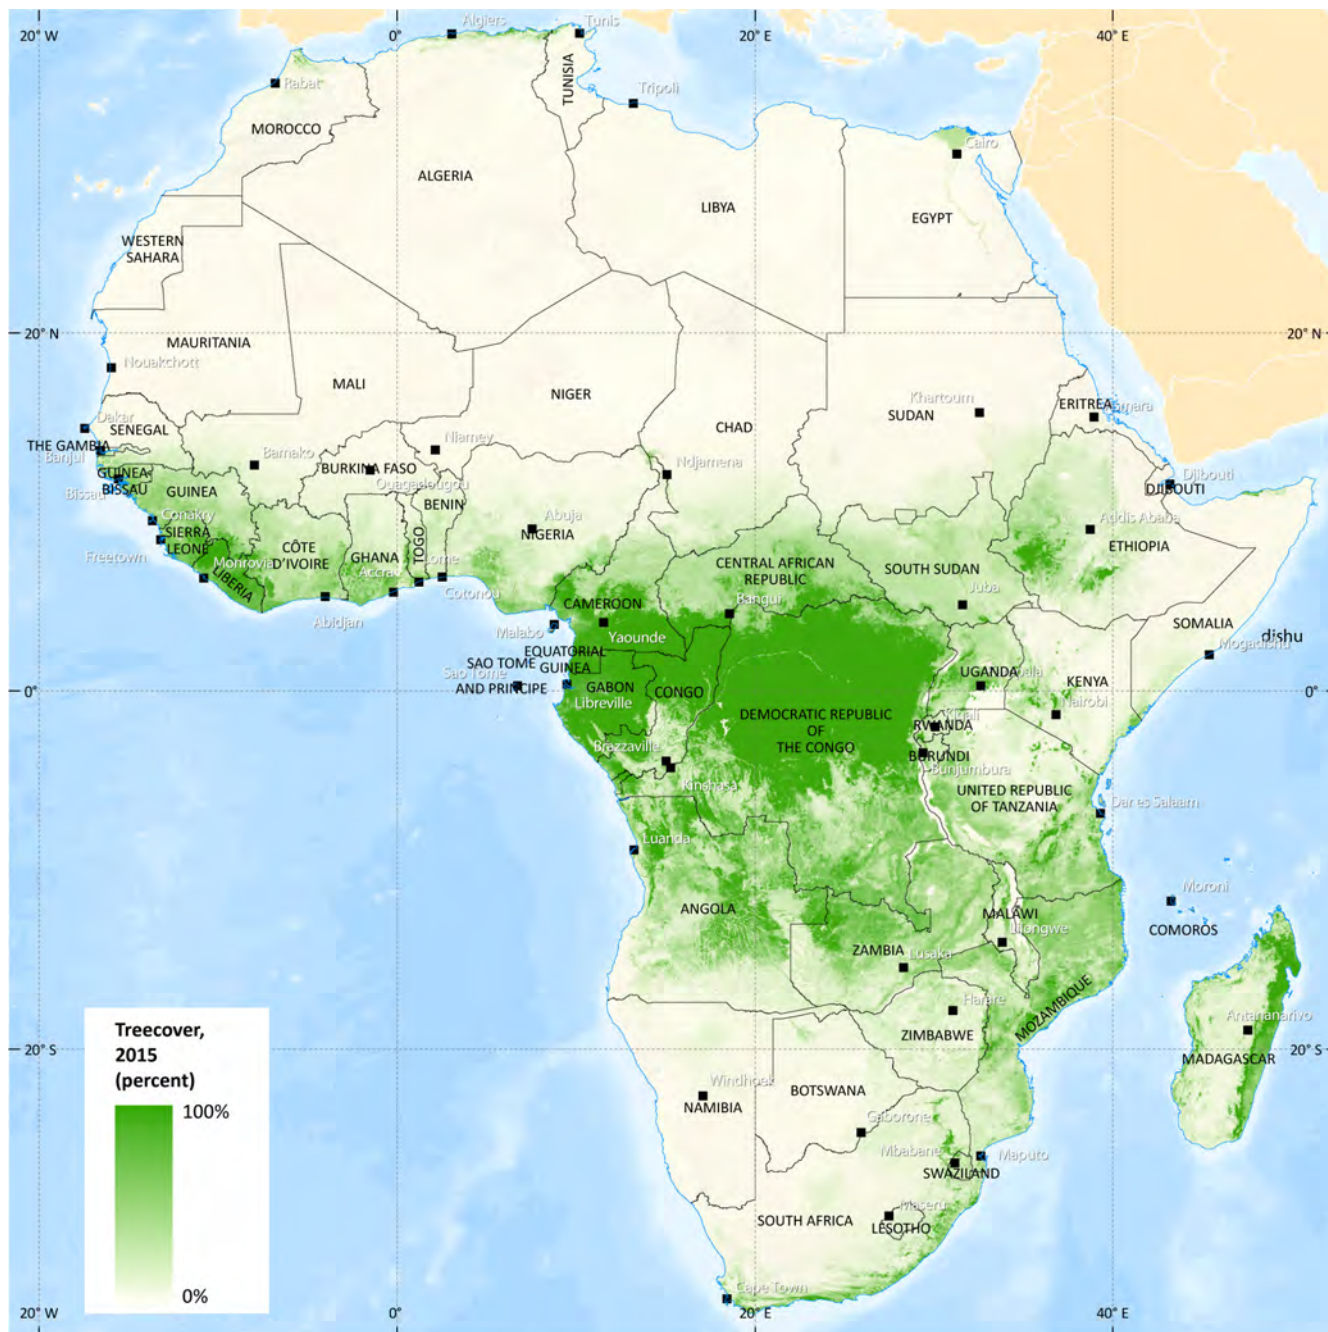 20° W
0°
20° E
40° E
Algiers
Tunis
Rabat
TUNISIA
Tripoli
MOROCCO
Cairo
ALGERIA
LIBYA
EGYPT
WESTERN
SAHARA
20° N
MAURITANIA
Nouakchott
MALI
NIGER
CHAD
Khartoum
SUDAN
ERITREA
Asmara
Dakar
SENEGAL
THE GAMBIA
Banjul
Bamako
Niamey
BURKINA FASO
Ouagadougou
Ndjamena
Djibouti
DJIBOUTI
GUINEA-
BISSAU
Bissau
GUINEA
BENIN
Conakry
SIERRA
LEONE
Freetown
CÔTE
D'IVOIRE
GHANA
TOGO
Abuja
NIGERIA
Addis Ababa
ETHIOPIA
Monrovia
LIBERIA
Accra
Lome
Cotonou
Abidjan
CENTRAL AFRICAN
REPUBLIC
Bangui
SOUTH SUDAN
Juba
CAMEROON
Malabo
Yaounde
SOMALIA
dishu
Mogadishu
EQUATORIAL
GUINEA
SAO TOME
AND PRINCIPE
Sao Tome
GABON
Libreville
CONGO
UGANDA
KENYA
Nairobi
0°
0°
DEMOCRATIC REPUBLIC
OF
THE CONGO
Kigali
RWANDA
BURUNDI
Bunjumbura
Brazzaville
Kinshasa
UNITED REPUBLIC
OF TANZANIA
Dar es Salaam
Luanda
ANGOLA
ZAMBIA
Lusaka
MALAWI
Lilongwe
Moroni
COMOROS
Harare
ZIMBABWE
MOZAMBIQUE
Antananarivo
MADAGASCAR
20° S
Windhoek
NAMIBIA
BOTSWANA
Gaborone
Mbabane
SWAZILAND
Maputo
Maseru
LESOTHO
SOUTH AFRICA
Cape Town
Treecover,
2015
(percent)
100%
0%
20° W
0°
20° E
40° E